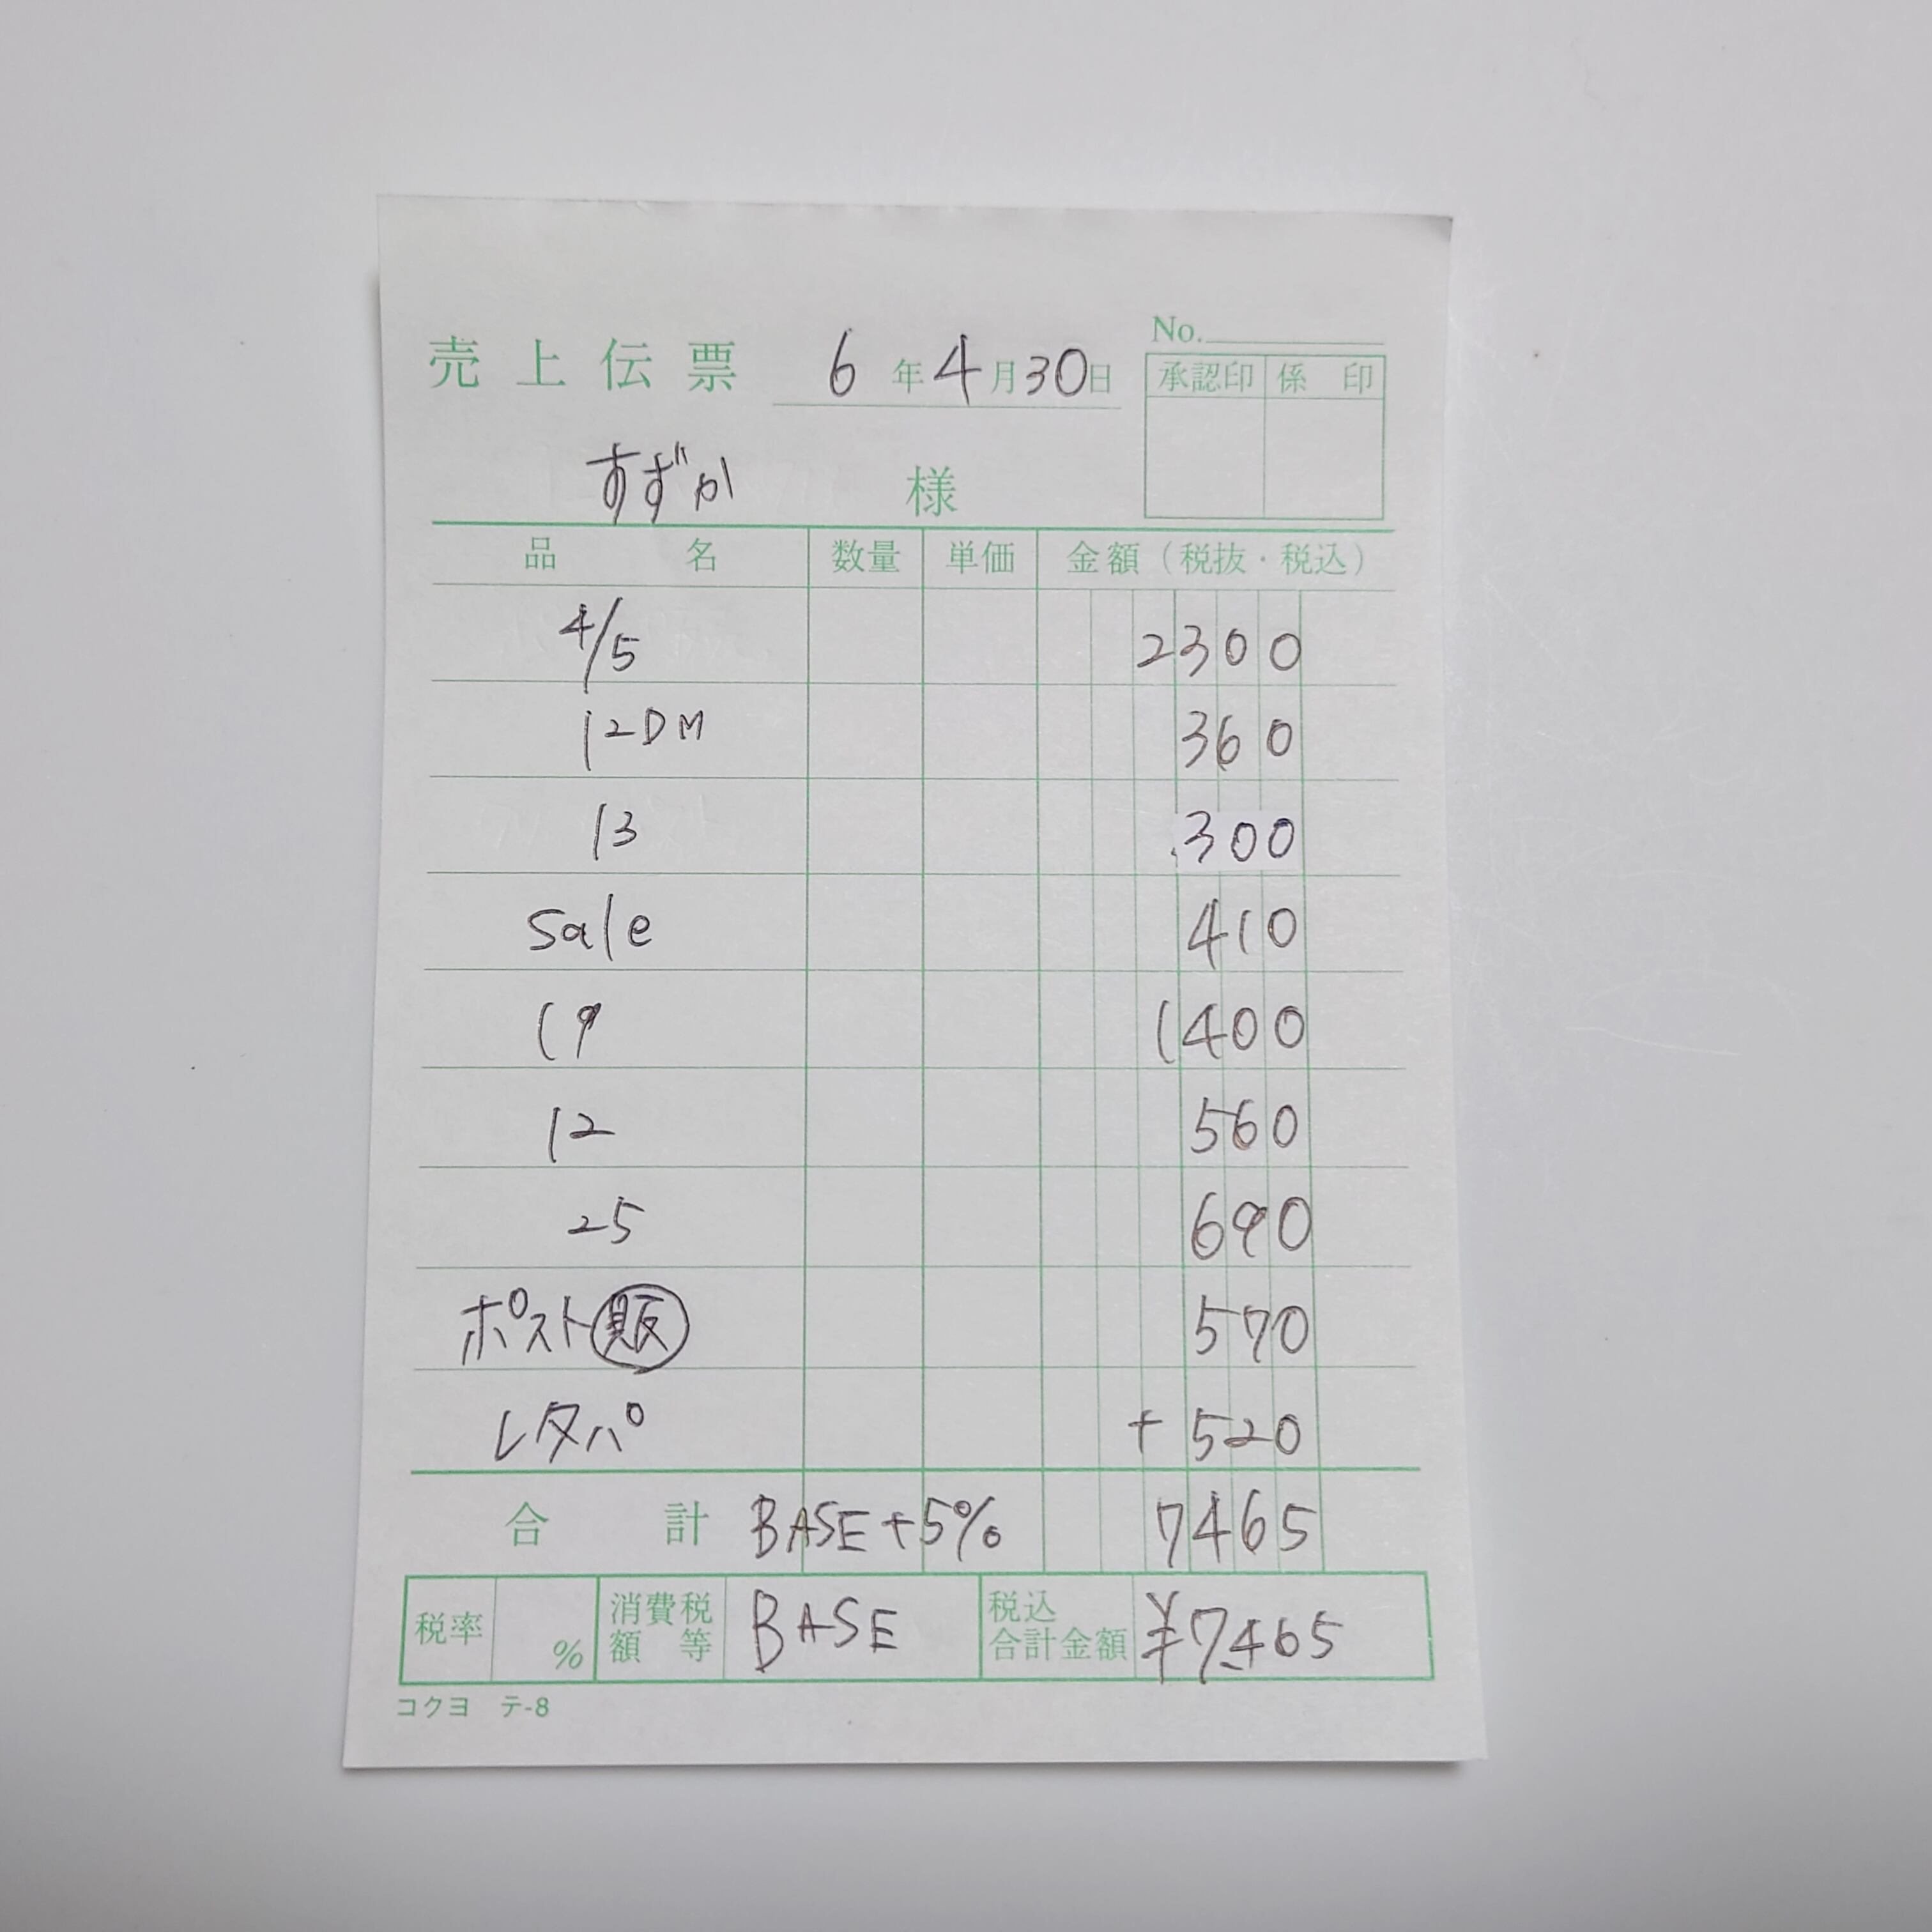 No.
売上伝票 6年4月30日
承認印 係印
すずか 様
品名 数量 単価 金額(税抜・税込)
4/5 2300
12DM 360
13 300
Sale 410
19 1400
12 560
25 690
ポスト販 570
レタパ +520
合計 BASE+5% 7465
税率 % 消費税額等 BASE 税込合計金額 ¥7,465
コクヨ テ-8